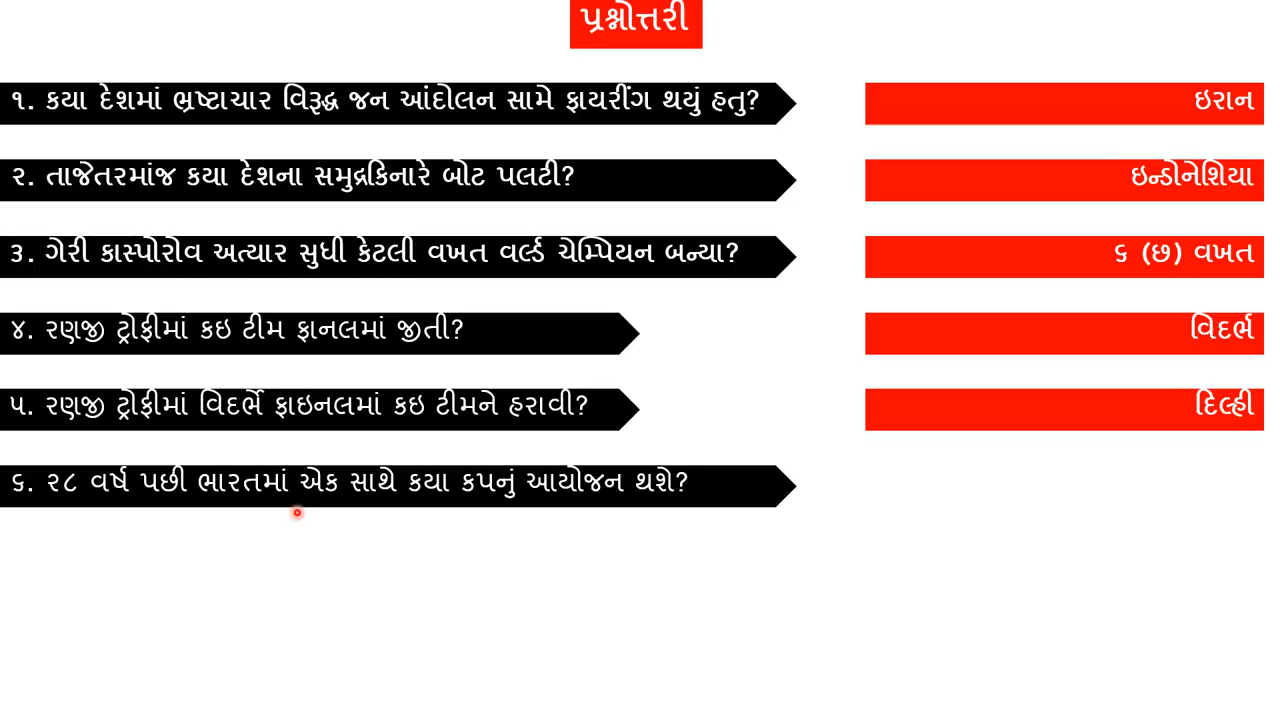 પ્રશ્નોત્તરી
૧. કયા દેશમાં ભ્રષ્ટાચાર વિરૂદ્ધ જન આંદોલન સામે ફાયરીંગ થયું હતુ?
ઇરાન
૨. તાજેતરમાંજ કયા દેશના સમુદ્રકિનારે બોટ પલટી?
ઇન્ડોનેશિયા
૩. ગેરી કાસ્પોરોવ અત્યાર સુધી કેટલી વખત વર્લ્ડ ચેમ્પિયન બન્યા?
૬ (છ) વખત
૪. રણજી ટ્રોફીમાં કઇ ટીમ ફાનલમાં જીતી?
વિદર્ભ
૫. રણજી ટ્રોફીમાં વિદર્ભે ફાઇનલમાં કઇ ટીમને હરાવી?
દિલ્હી
૬. ૨૮ વર્ષ પછી ભારતમાં એક સાથે કયા કપનું આયોજન થશે?